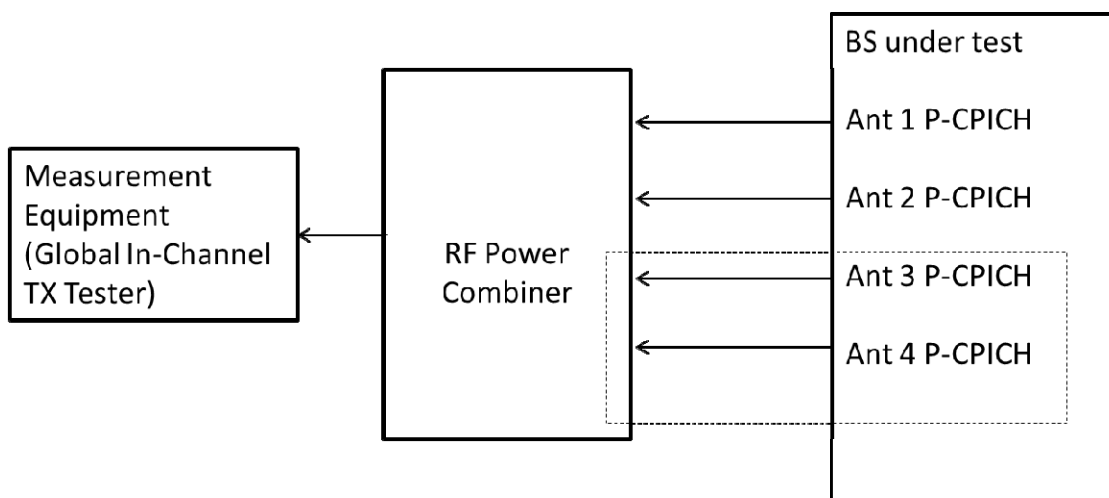 BS under test
Ant 1 P-CPICH
Ant 2 P-CPICH
Ant 3 P-CPICH
Ant 4 P-CPICH
RF Power
Combiner
Measurement
Equipment
(Global In-Channel
TX Tester)